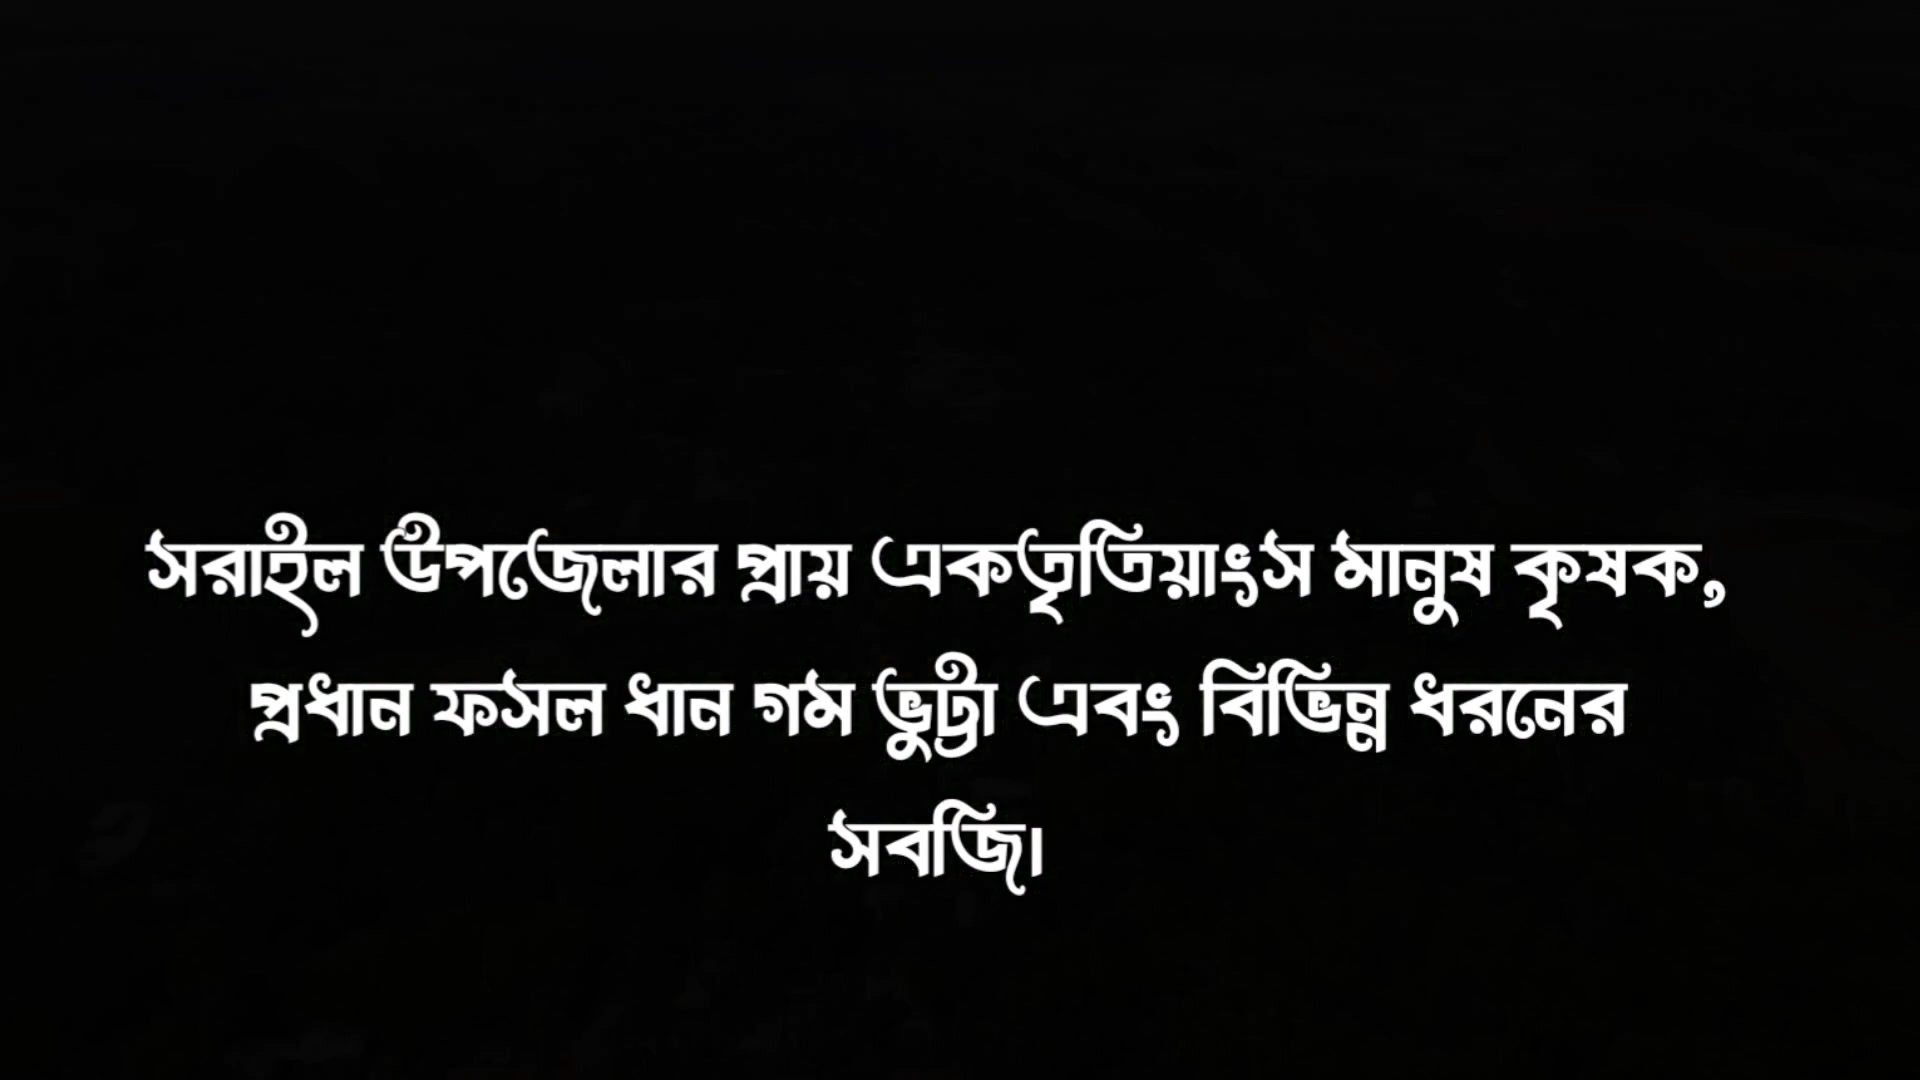 সরাইল উপজেলার প্রায় একতৃতিয়াংস মানুষ কৃষক,
প্রধান ফসল ধান গম ভুট্টা এবং বিভিন্ন ধরনের
সবজি।